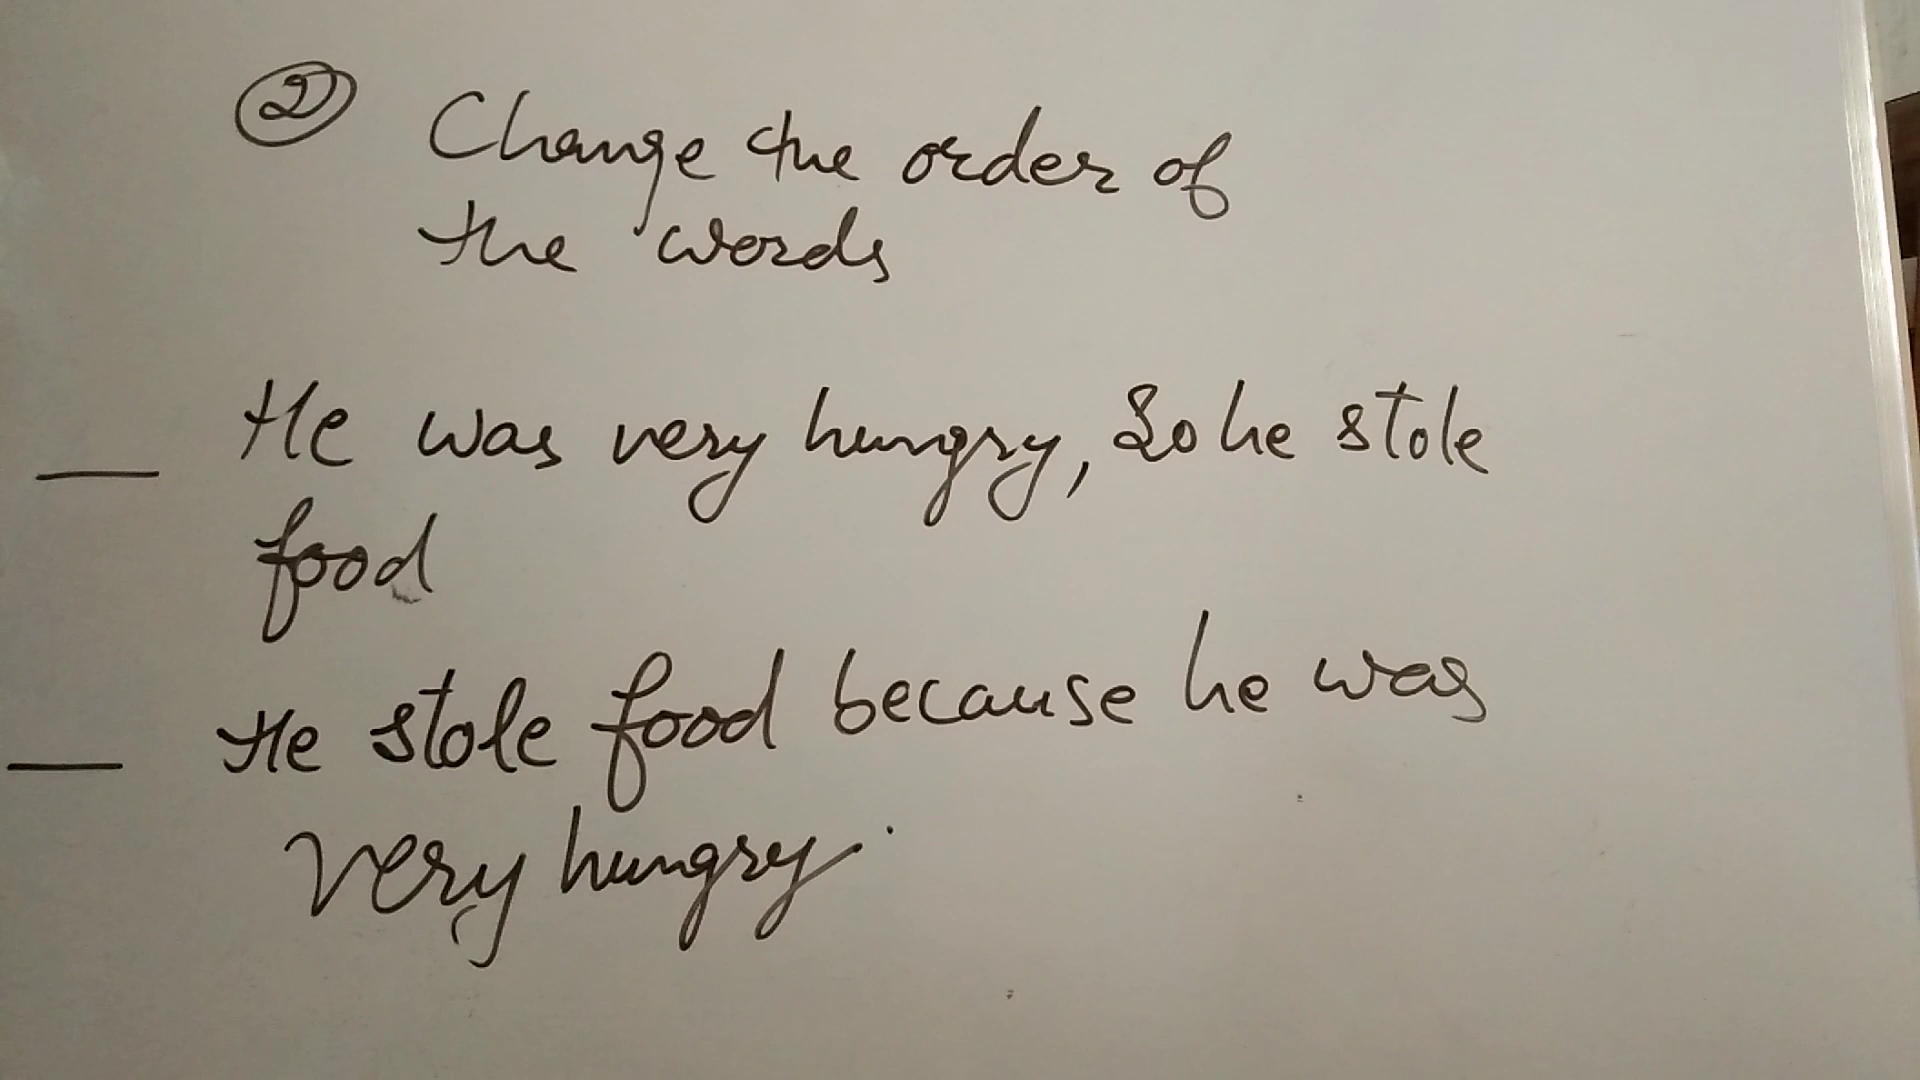 ② Change the order of
the words
— He was very hungry, So he stole
food
— He stole food because he was
very hungry.